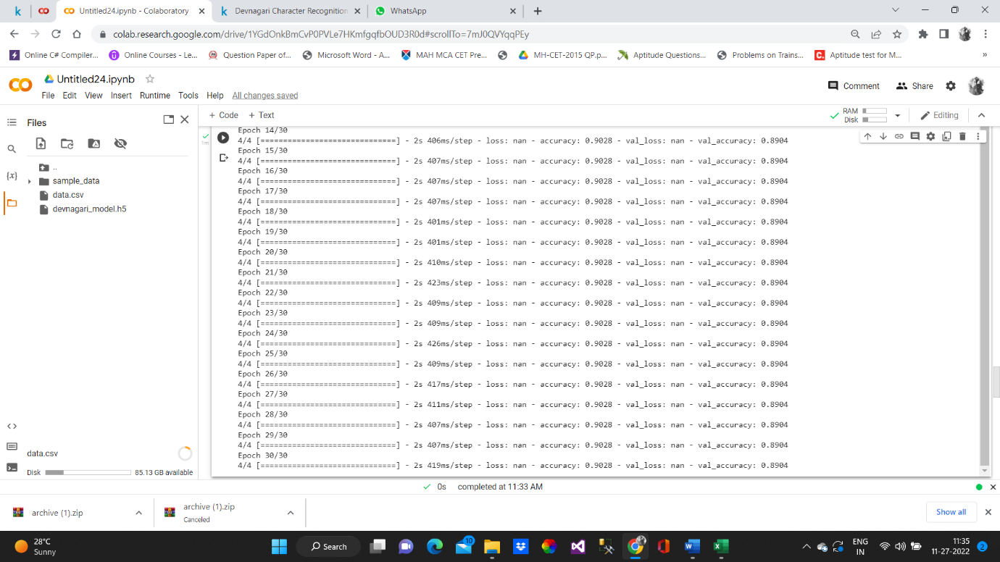 Untitled24.ipynb - Colaboratory
Devnagari Character Recognition
WhatsApp
colab.research.google.com/drive/1YGdOnkBmCvP0PVLe7HKmfgqfbOUD3R0d#scrollTo=7mJ0QVYqqPEy
Online C# Compiler...
Online Courses - Le...
Question Paper of...
Microsoft Word - A...
MAH MCA CET Pre...
MH-CET-2015 QP.p...
Aptitude Questions...
Problems on Trains...
Aptitude test for M...
»
Untitled24.ipynb
File Edit View Insert Runtime Tools Help All changes saved
Comment
Share
Files
+ Code + Text
RAM
Disk
Editing
{x}
..
sample_data
data.csv
devnagari_model.h5
1m
Epoch 14/30
4/4 [==============================] - 2s 406ms/step - loss: nan - accuracy: 0.9028 - val_loss: nan - val_accuracy: 0.8904
Epoch 15/30
4/4 [==============================] - 2s 407ms/step - loss: nan - accuracy: 0.9028 - val_loss: nan - val_accuracy: 0.8904
Epoch 16/30
4/4 [==============================] - 2s 407ms/step - loss: nan - accuracy: 0.9028 - val_loss: nan - val_accuracy: 0.8904
Epoch 17/30
4/4 [==============================] - 2s 407ms/step - loss: nan - accuracy: 0.9028 - val_loss: nan - val_accuracy: 0.8904
Epoch 18/30
4/4 [==============================] - 2s 401ms/step - loss: nan - accuracy: 0.9028 - val_loss: nan - val_accuracy: 0.8904
Epoch 19/30
4/4 [==============================] - 2s 401ms/step - loss: nan - accuracy: 0.9028 - val_loss: nan - val_accuracy: 0.8904
Epoch 20/30
4/4 [==============================] - 2s 410ms/step - loss: nan - accuracy: 0.9028 - val_loss: nan - val_accuracy: 0.8904
Epoch 21/30
4/4 [==============================] - 2s 423ms/step - loss: nan - accuracy: 0.9028 - val_loss: nan - val_accuracy: 0.8904
Epoch 22/30
4/4 [==============================] - 2s 409ms/step - loss: nan - accuracy: 0.9028 - val_loss: nan - val_accuracy: 0.8904
Epoch 23/30
4/4 [==============================] - 2s 409ms/step - loss: nan - accuracy: 0.9028 - val_loss: nan - val_accuracy: 0.8904
Epoch 24/30
4/4 [==============================] - 2s 426ms/step - loss: nan - accuracy: 0.9028 - val_loss: nan - val_accuracy: 0.8904
Epoch 25/30
4/4 [==============================] - 2s 409ms/step - loss: nan - accuracy: 0.9028 - val_loss: nan - val_accuracy: 0.8904
Epoch 26/30
4/4 [==============================] - 2s 417ms/step - loss: nan - accuracy: 0.9028 - val_loss: nan - val_accuracy: 0.8904
Epoch 27/30
4/4 [==============================] - 2s 411ms/step - loss: nan - accuracy: 0.9028 - val_loss: nan - val_accuracy: 0.8904
Epoch 28/30
4/4 [==============================] - 2s 407ms/step - loss: nan - accuracy: 0.9028 - val_loss: nan - val_accuracy: 0.8904
Epoch 29/30
4/4 [==============================] - 2s 407ms/step - loss: nan - accuracy: 0.9028 - val_loss: nan - val_accuracy: 0.8904
Epoch 30/30
4/4 [==============================] - 2s 419ms/step - loss: nan - accuracy: 0.9028 - val_loss: nan - val_accuracy: 0.8904
data.csv
Disk 85.13 GB available
0s completed at 11:33 AM
archive (1).zip
archive (1).zip
Canceled
Show all
28°C
Sunny
Search
10
ENG
IN
11:35
11-27-2022
2